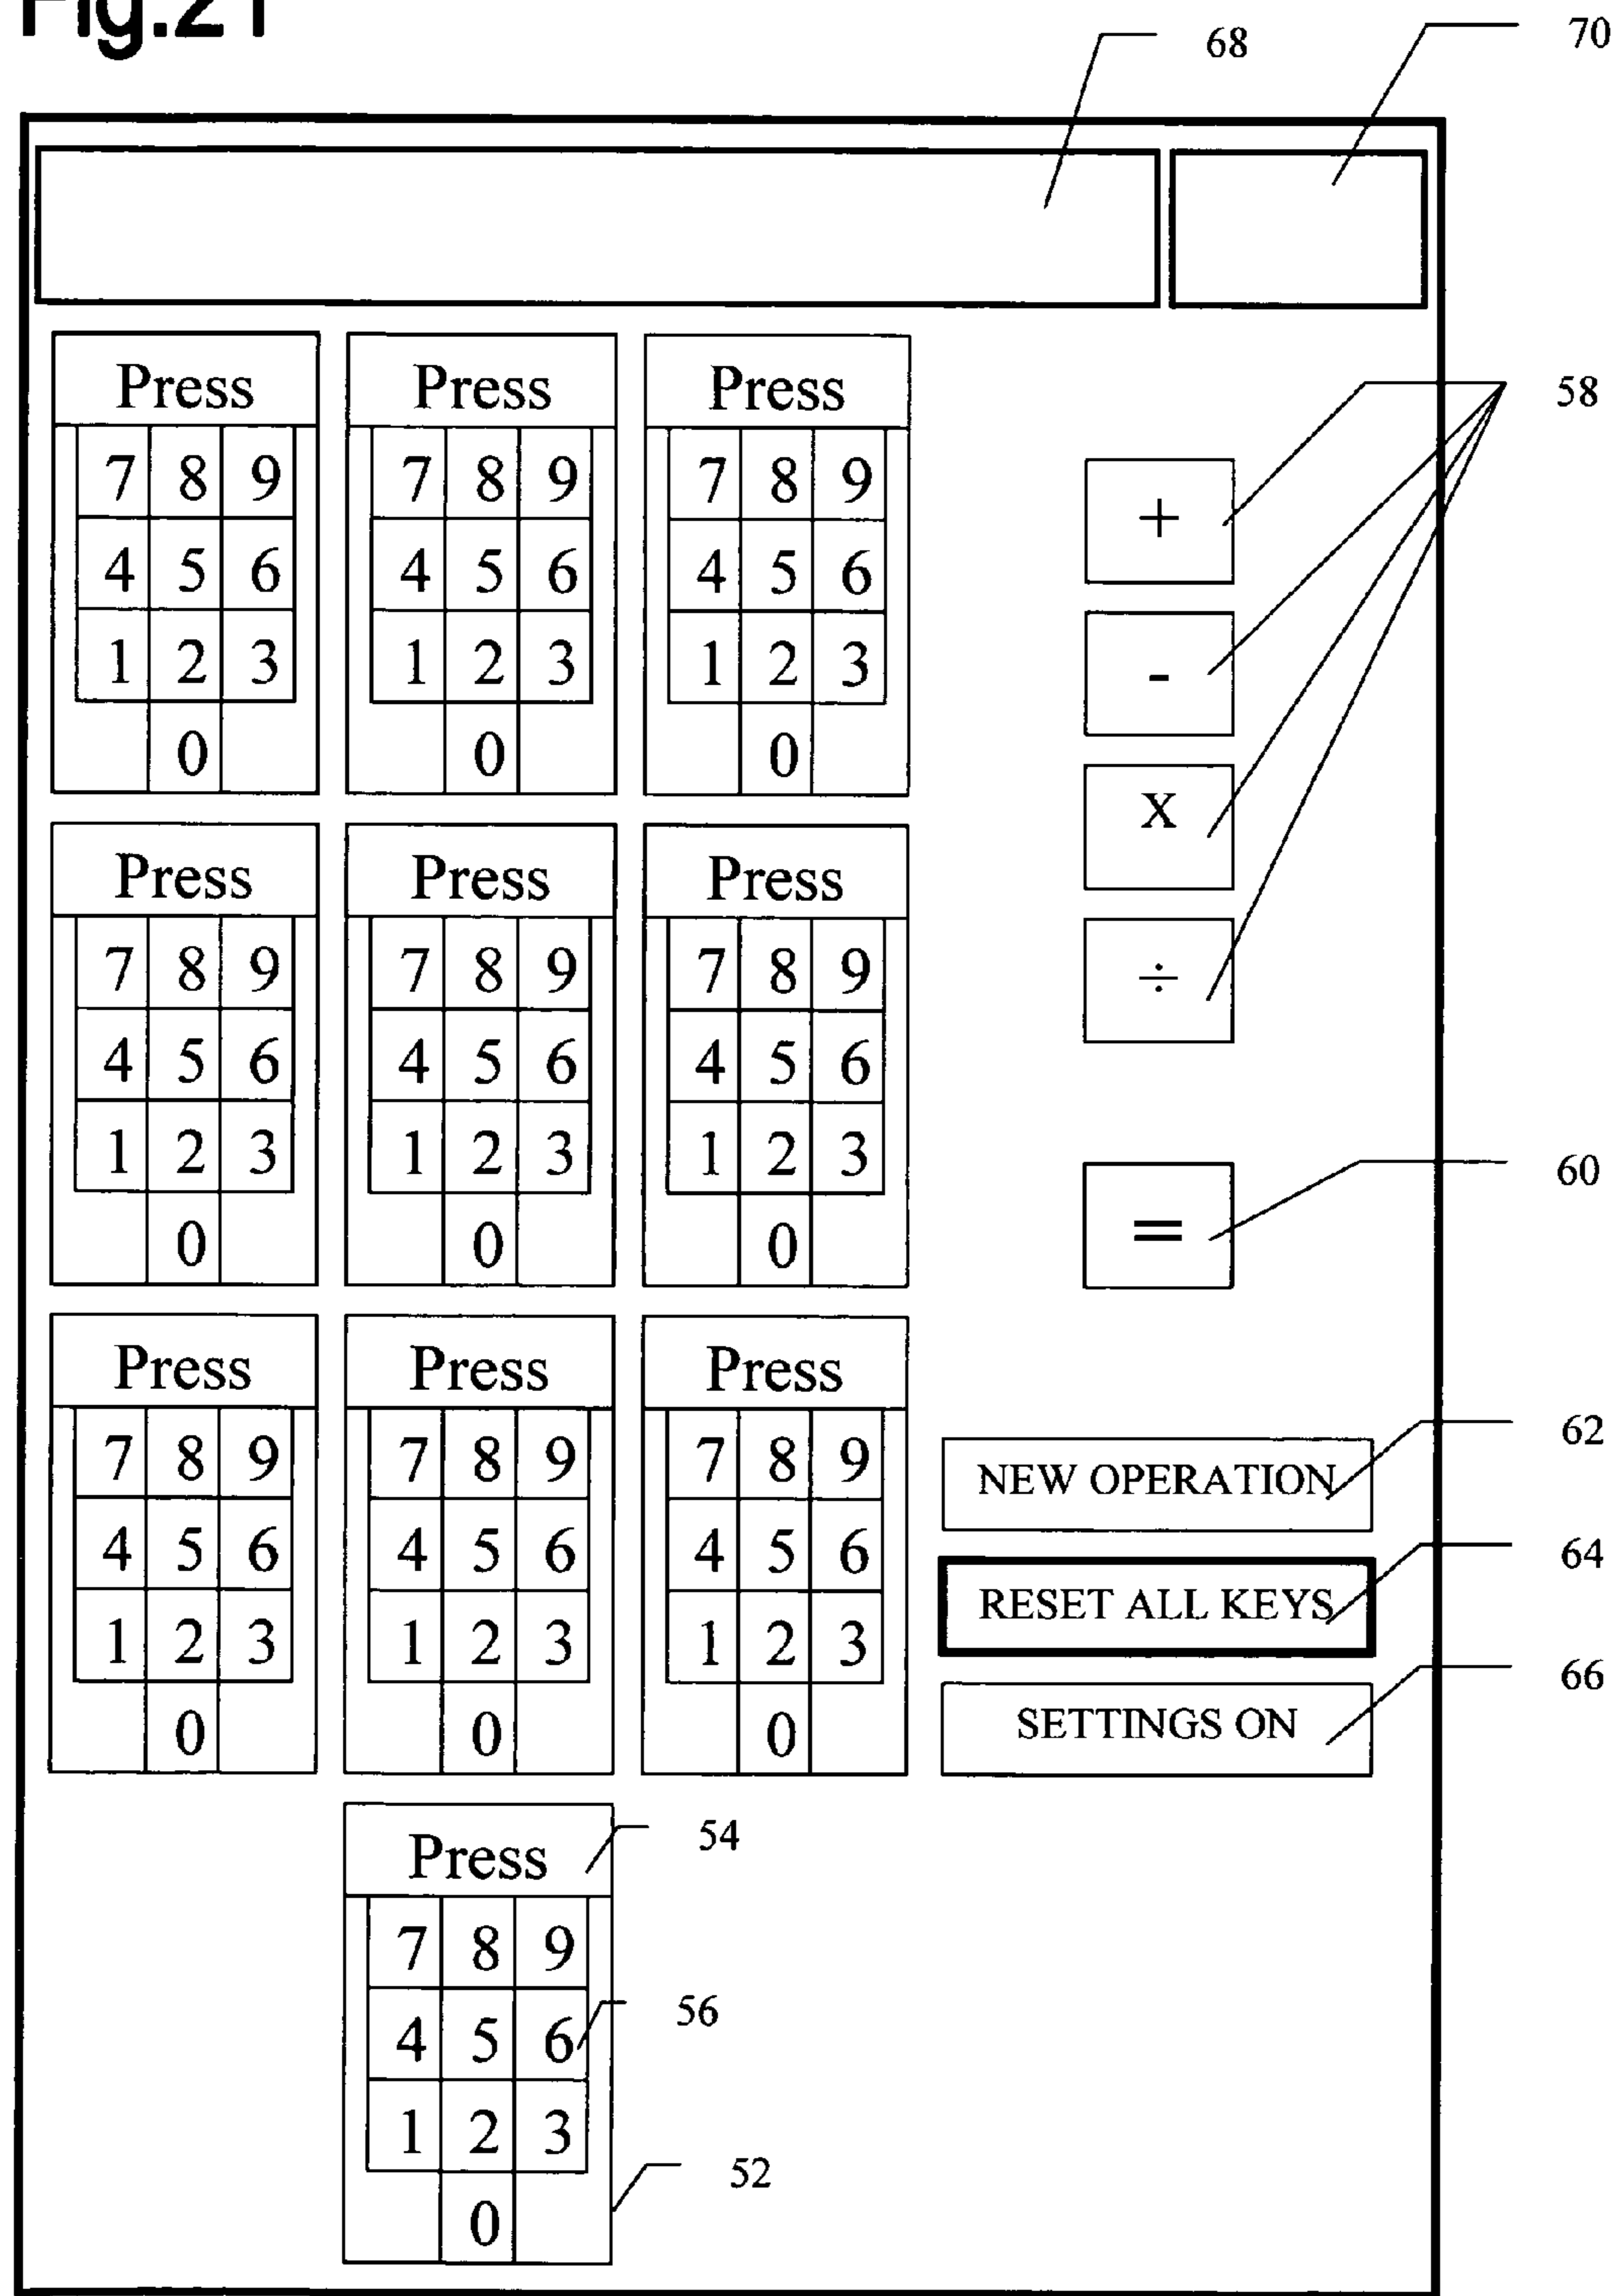 Fig.21
68 70
Press Press Press
58
7 8 9 7 8 9 7 8 9
+
4 5 6 4 5 6 4 5 6
1 2 3 1 2 3 1 2 3
-
0 0 0
X
Press Press Press
7 8 9 7 8 9 7 8 9
÷
4 5 6 4 5 6 4 5 6
1 2 3 1 2 3 1 2 3
60
=
0 0 0
Press Press Press
62
7 8 9 7 8 9 7 8 9
NEW OPERATION
4 5 6 4 5 6 4 5 6
64
RESET ALL KEYS
1 2 3 1 2 3 1 2 3
66
SETTINGS ON
0 0 0
Press 54
7 8 9
56
4 5 6
1 2 3
52
0